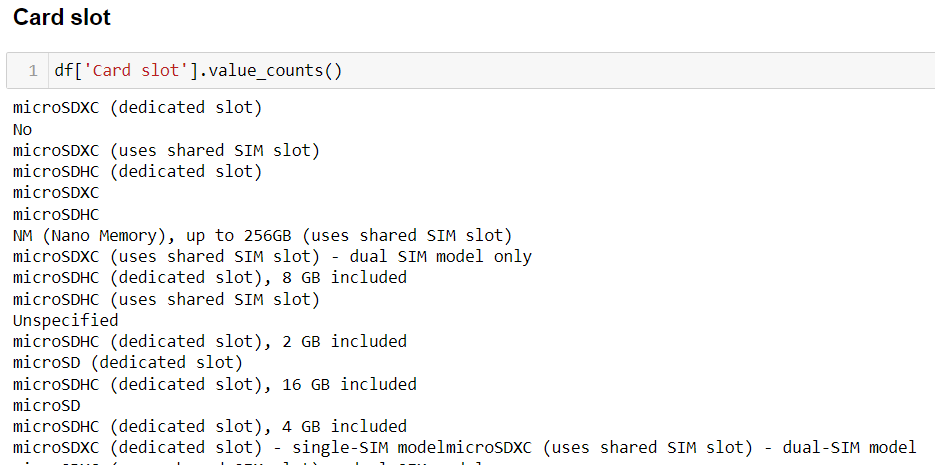 Card slot
1 df['Card slot'].value_counts()
microSDXC (dedicated slot)
No
microSDXC (uses shared SIM slot)
microSDHC (dedicated slot)
microSDXC
microSDHC
NM (Nano Memory), up to 256GB (uses shared SIM slot)
microSDXC (uses shared SIM slot) - dual SIM model only
microSDHC (dedicated slot), 8 GB included
microSDHC (uses shared SIM slot)
Unspecified
microSDHC (dedicated slot), 2 GB included
microSD (dedicated slot)
microSDHC (dedicated slot), 16 GB included
microSD
microSDHC (dedicated slot), 4 GB included
microSDXC (dedicated slot) - single-SIM modelmicroSDXC (uses shared SIM slot) - dual-SIM model